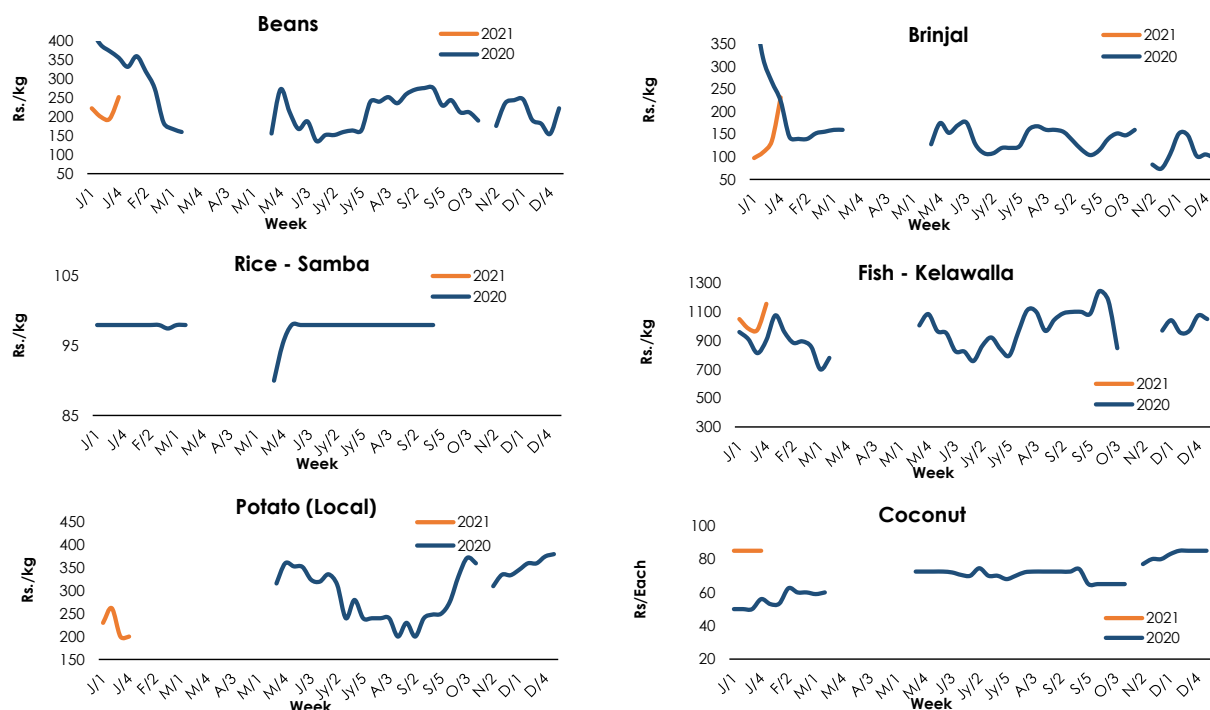 Beans
2021
2020
Rs./kg
400
350
300
250
200
150
100
50
J/1 J/4 F/2 M/1 M/4 A/3 M/1 M/4 J/3 Jy/2 Jy/5 A/3 S/2 S/5 O/3 N/2 D/1 D/4
Week
Brinjal
2021
2020
Rs./kg
350
300
250
200
150
100
50
J/1 J/4 F/2 M/1 M/4 A/3 M/1 M/4 J/3 Jy/2 Jy/5 A/3 S/2 S/5 O/3 N/2 D/1 D/4
Week
Rice - Samba
2021
2020
Rs./kg
105
95
85
J/1 J/4 F/2 M/1 M/4 A/3 M/1 M/4 J/3 Jy/2 Jy/5 A/3 S/2 S/5 O/3 N/2 D/1 D/4
Week
Fish - Kelawalla
Rs./kg
1300
1100
900
700
500
300
2021
2020
J/1 J/4 F/2 M/1 M/4 A/3 M/1 M/4 J/3 Jy/2 Jy/5 A/3 S/2 S/5 O/3 N/2 D/1 D/4
Week
Potato (Local)
2021
2020
Rs./kg
450
400
350
300
250
200
150
J/1 J/4 F/2 M/1 M/4 A/3 M/1 M/4 J/3 Jy/2 Jy/5 A/3 S/2 S/5 O/3 N/2 D/1 D/4
Week
Coconut
Rs/Each
100
80
60
40
20
2021
2020
J/1 J/4 F/2 M/1 M/4 A/3 M/1 M/4 J/3 Jy/2 Jy/5 A/3 S/2 S/5 O/3 N/2 D/1 D/4
Week